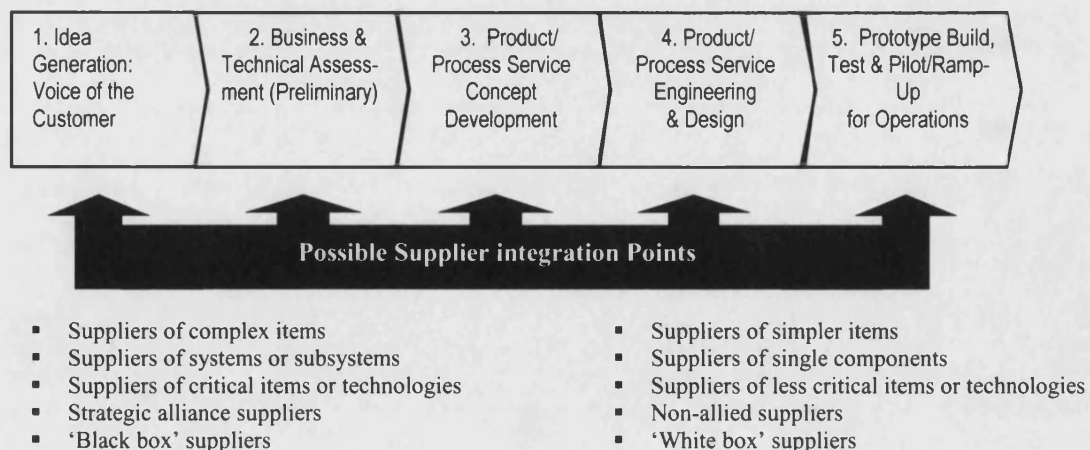 1. Idea
Generation:
Voice of the
Customer
2. Business &
Technical Assess-
ment (Preliminary)
3. Product/
Process Service
Concept
Development
4. Product/
Process Service
Engineering
& Design
5. Prototype Build,
Test & Pilot/Ramp-
Up
for Operations
Possible Supplier integration Points
▪ Suppliers of complex items
▪ Suppliers of systems or subsystems
▪ Suppliers of critical items or technologies
▪ Strategic alliance suppliers
▪ ‘Black box’ suppliers
▪ Suppliers of simpler items
▪ Suppliers of single components
▪ Suppliers of less critical items or technologies
▪ Non-allied suppliers
▪ ‘White box’ suppliers